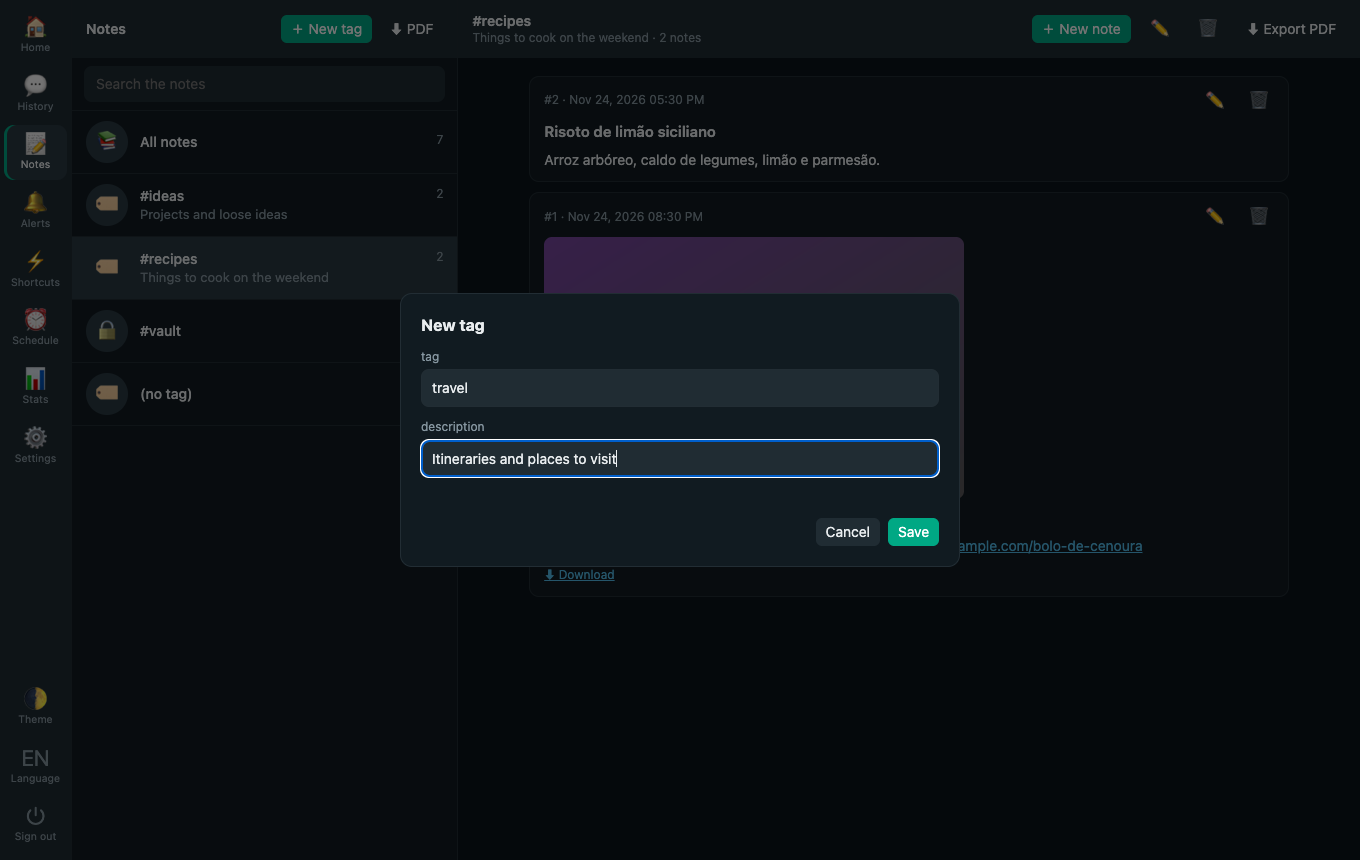 Home
History
Notes
Alerts
Shortcuts
Schedule
Stats
Settings
Theme
EN
Language
Sign out
Notes
+ New tag
⬇ PDF
Search the notes
All notes
7
#ideas
2
Projects and loose ideas
#recipes
2
Things to cook on the weekend
#vault
(no tag)
#recipes
Things to cook on the weekend · 2 notes
+ New note
⬇ Export PDF
#2 · Nov 24, 2026 05:30 PM
Risoto de limão siciliano
Arroz arbóreo, caldo de legumes, limão e parmesão.
#1 · Nov 24, 2026 08:30 PM
ample.com/bolo-de-cenoura
⬇ Download
New tag
tag
travel
description
Itineraries and places to visit
Cancel
Save